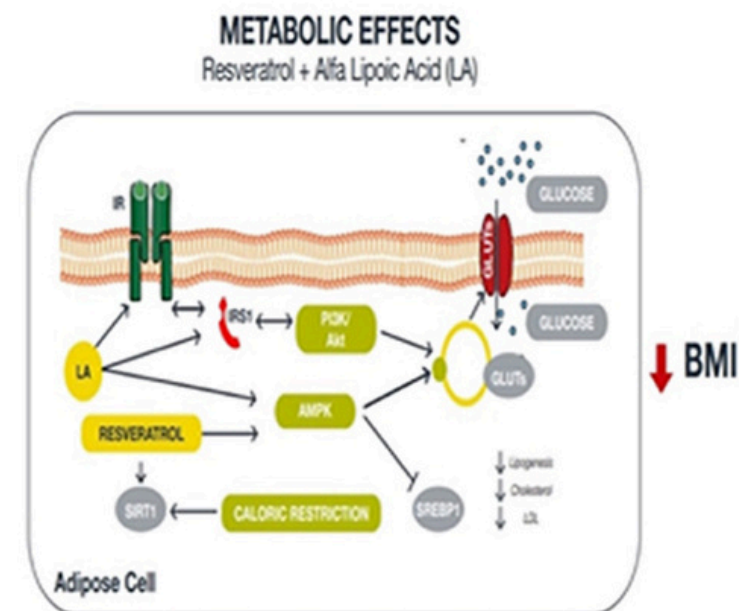 METABOLIC EFFECTS
Resveratrol + Alfa Lipoic Acid (LA)
IR
GLUCOSE
GLUTs
IRS1
PI3K/
Akt
GLUCOSE
LA
GLUTs
BMI
AMPK
RESVERATROL
Lipogenesis
Cholesterol
LDL
SIRT1
CALORIC RESTRICTION
SREBP1
Adipose Cell